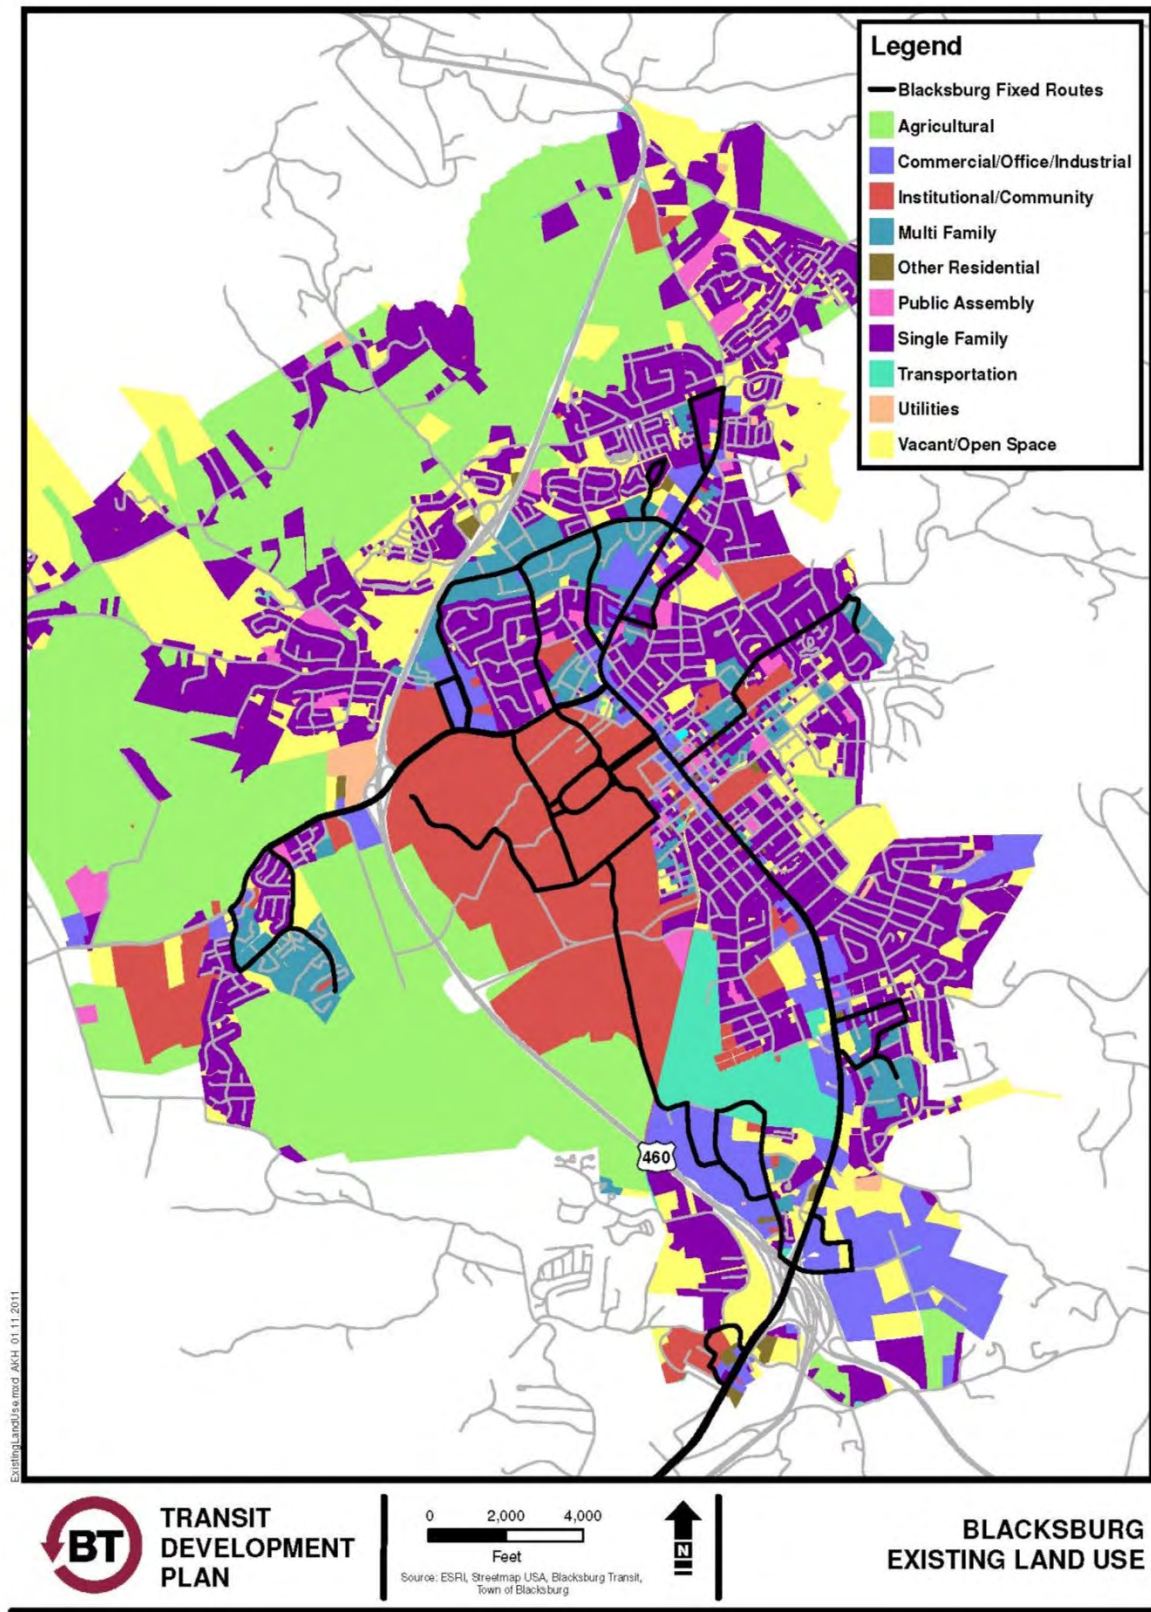 Legend
Blacksburg Fixed Routes
Agricultural
Commercial/Office/Industrial
Institutional/Community
Multi Family
Other Residential
Public Assembly
Single Family
Transportation
Utilities
Vacant/Open Space
460
ExistingLandUse.mxd AKH 01.11.2011
BT
TRANSIT
DEVELOPMENT
PLAN
0 2,000 4,000
Feet
Source: ESRI, Streetmap USA, Blacksburg Transit,
Town of Blacksburg
N
BLACKSBURG
EXISTING LAND USE